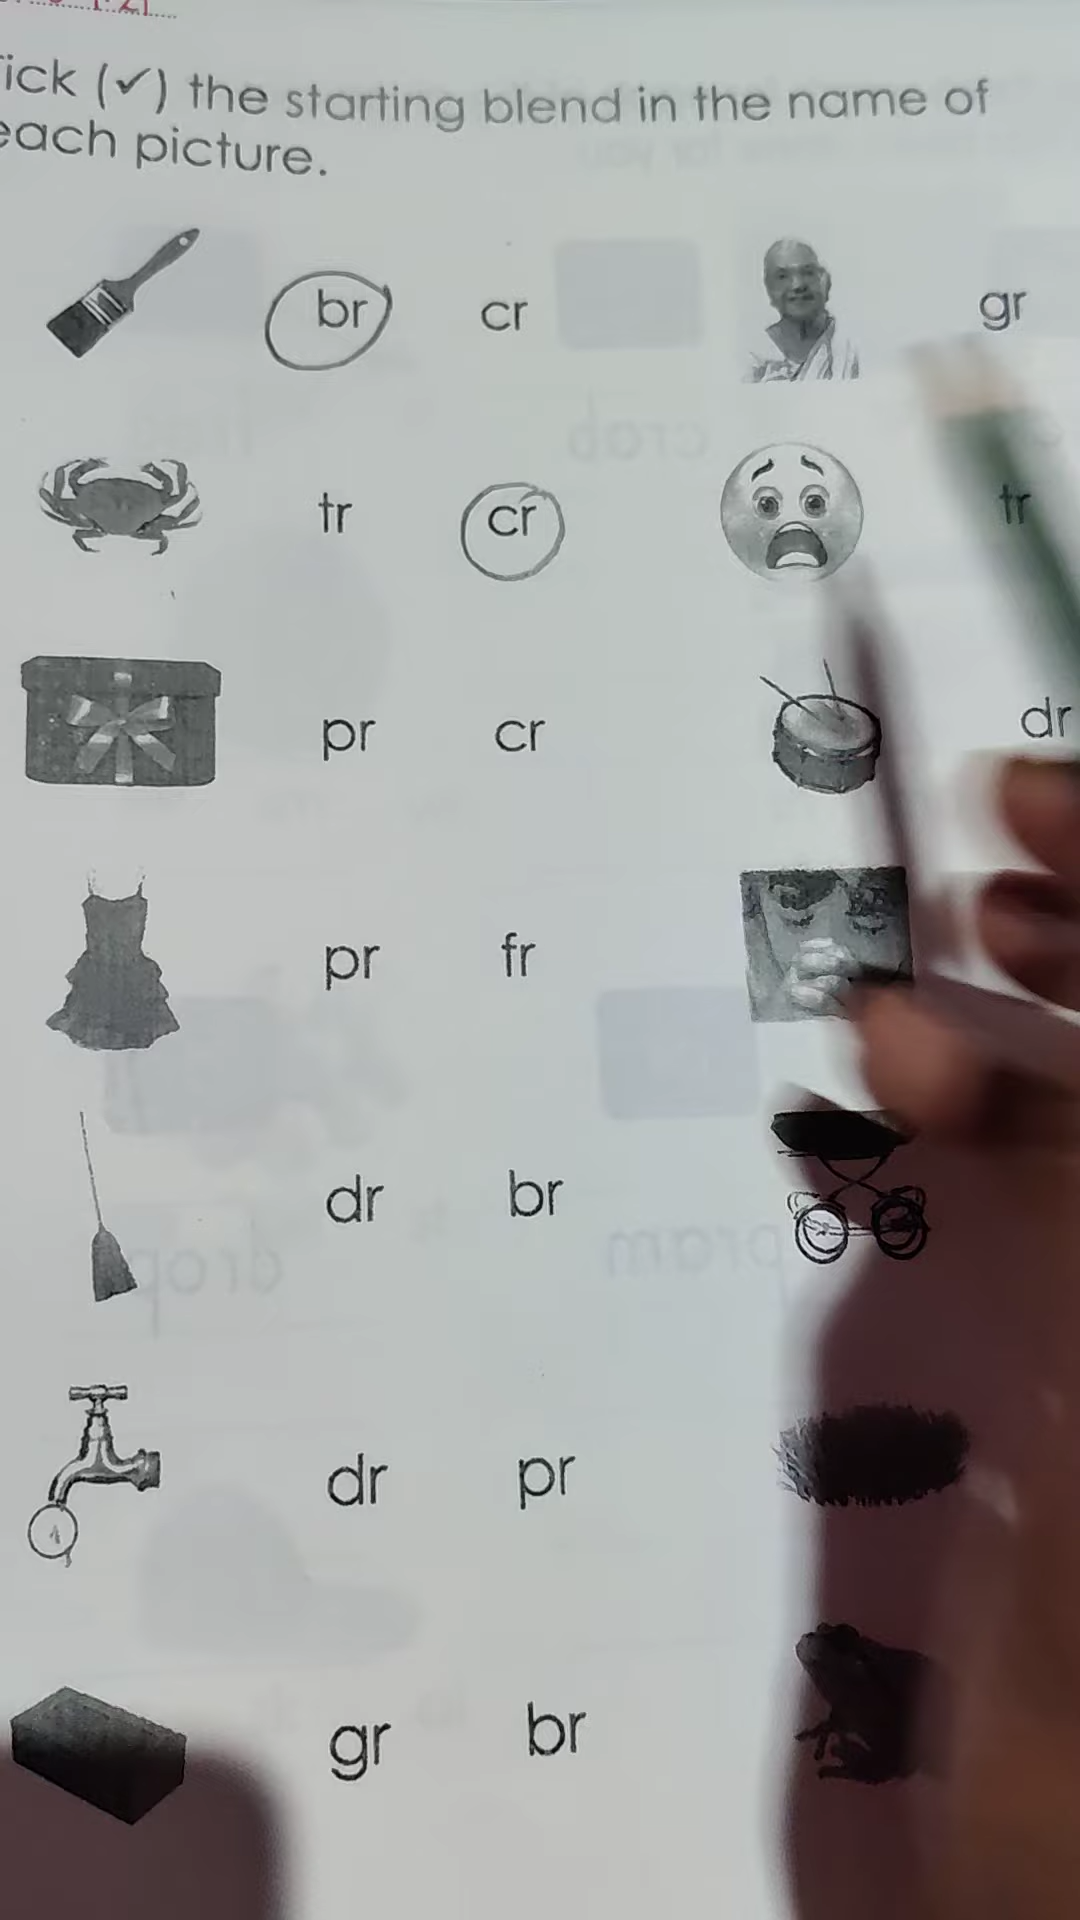 ick (✓) the starting blend in the name of
each picture.
br cr gr
tr cr tr
pr cr dr
pr fr
dr br
dr pr
gr br